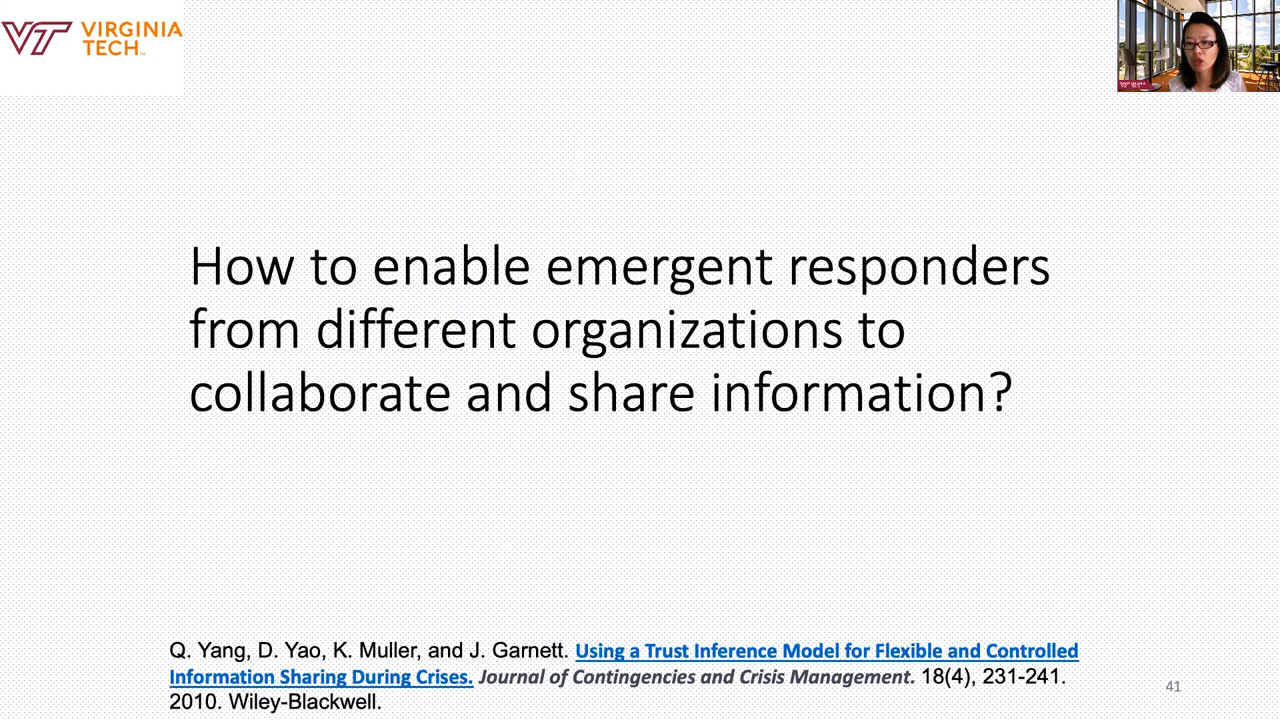 VT VIRGINIA
TECH™
How to enable emergent responders
from different organizations to
collaborate and share information?
Q. Yang, D. Yao, K. Muller, and J. Garnett. Using a Trust Inference Model for Flexible and Controlled
Information Sharing During Crises. Journal of Contingencies and Crisis Management. 18(4), 231-241.
2010. Wiley-Blackwell.
41